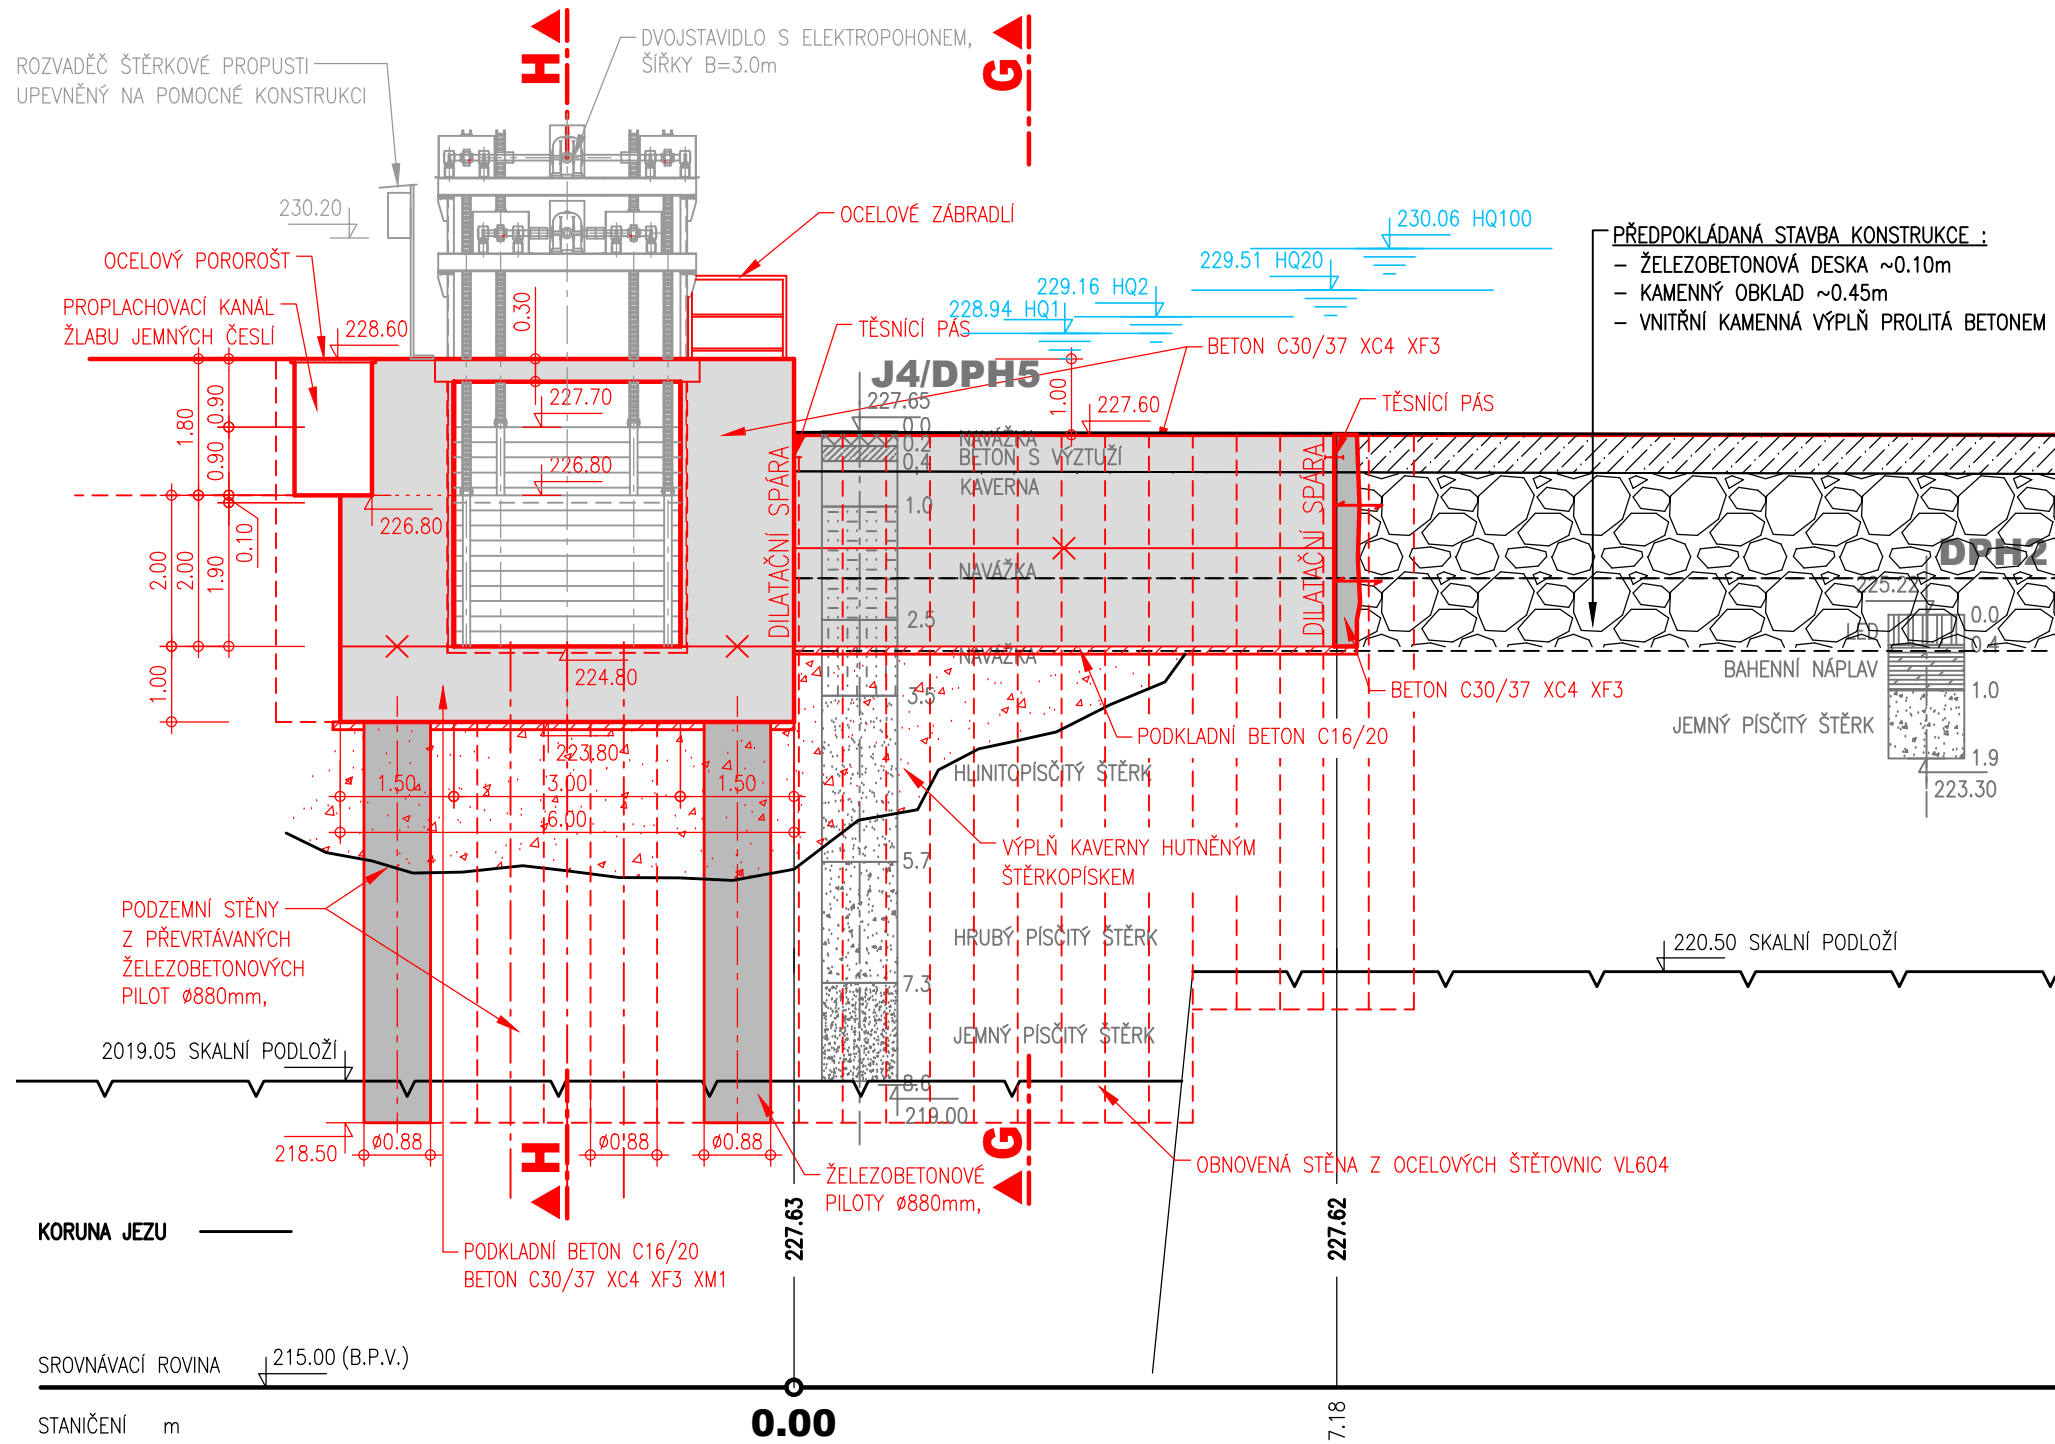 H
DVOJSTAVIDLO S ELEKTROPOHONEM,
ŠÍŘKY B=3.0m
G
ROZVADĚČ ŠTĚRKOVÉ PROPUSTI
UPEVNĚNÝ NA POMOCNÉ KONSTRUKCI
230.20
OCELOVÉ ZÁBRADLÍ
230.06 HQ100
229.51 HQ20
229.16 HQ2
228.94 HQ1
PŘEDPOKLÁDANÁ STAVBA KONSTRUKCE :
– ŽELEZOBETONOVÁ DESKA ~0.10m
– KAMENNÝ OBKLAD ~0.45m
– VNITŘNÍ KAMENNÁ VÝPLŇ PROLITÁ BETONEM
OCELOVÝ POROROŠT
PROPLACHOVACÍ KANÁL
ŽLABU JEMNÝCH ČESLÍ
228.60
0.30
TĚSNÍCÍ PÁS
BETON C30/37 XC4 XF3
J4/DPH5
227.65
1.00
227.60
TĚSNÍCÍ PÁS
1.80
0.90
0.90
227.70
226.80
226.80
0.10
2.00
2.00
1.90
1.00
224.80
223.80
DILATAČNÍ SPÁRA
DILATAČNÍ SPÁRA
0.0
0.2
0.4
1.0
2.5
3.5
5.7
7.3
8.0
219.00
NAVÁŽKA
BETON S VÝZTUŽÍ
KAVERNA
NAVÁŽKA
NAVÁŽKA
HLINITOPÍSČITÝ ŠTĚRK
HRUBÝ PÍSČITÝ ŠTĚRK
JEMNÝ PÍSČITÝ ŠTĚRK
DPH2
225.22
0.0
0.4
1.0
1.9
223.30
LED
BAHENNÍ NÁPLAV
JEMNÝ PÍSČITÝ ŠTĚRK
BETON C30/37 XC4 XF3
PODKLADNÍ BETON C16/20
1.50
3.00
1.50
6.00
VÝPLŇ KAVERNY HUTNĚNÝM
ŠTĚRKOPÍSKEM
PODZEMNÍ STĚNY
Z PŘEVRTÁVANÝCH
ŽELEZOBETONOVÝCH
PILOT ø880mm,
220.50 SKALNÍ PODLOŽÍ
2019.05 SKALNÍ PODLOŽÍ
218.50
ø0.88
ø0.88
ø0.88
H
G
ŽELEZOBETONOVÉ
PILOTY ø880mm,
OBNOVENÁ STĚNA Z OCELOVÝCH ŠTĚTOVNIC VL604
227.63
227.62
KORUNA JEZU
PODKLADNÍ BETON C16/20
BETON C30/37 XC4 XF3 XM1
SROVNÁVACÍ ROVINA
215.00 (B.P.V.)
STANIČENÍ m
0.00
7.18